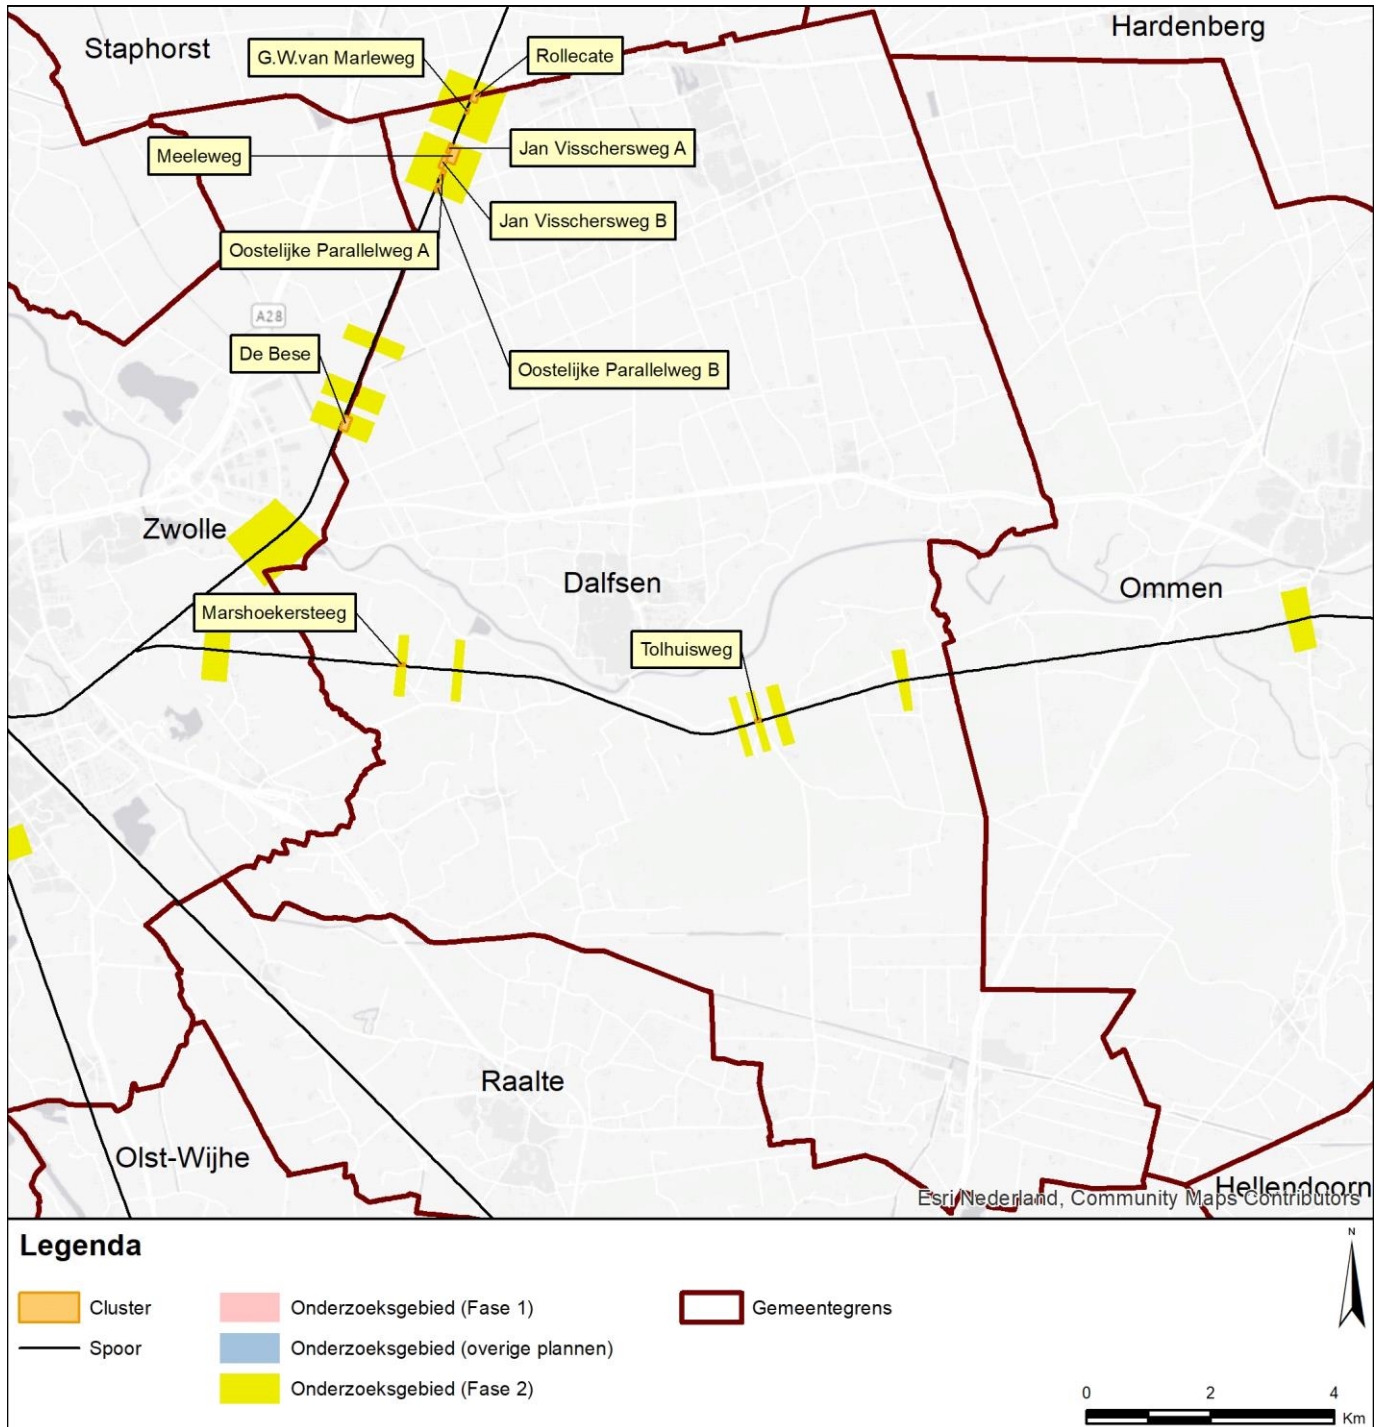 Hardenberg
Staphorst
G.W.van Marleweg
Rollecate
Meeleweg
Jan Visschersweg A
Jan Visschersweg B
Oostelijke Parallelweg A
A28
De Bese
Oostelijke Parallelweg B
Zwolle
Dalfsen
Ommen
Marshoekersteeg
Tolhuisweg
Raalte
Olst-Wijhe
Hellendoorn
Esri Nederland, Community Maps Contributors
Legenda
N
Cluster
Onderzoeksgebied (Fase 1)
Gemeentegrens
Spoor
Onderzoeksgebied (overige plannen)
Onderzoeksgebied (Fase 2)
0 2 4
Km